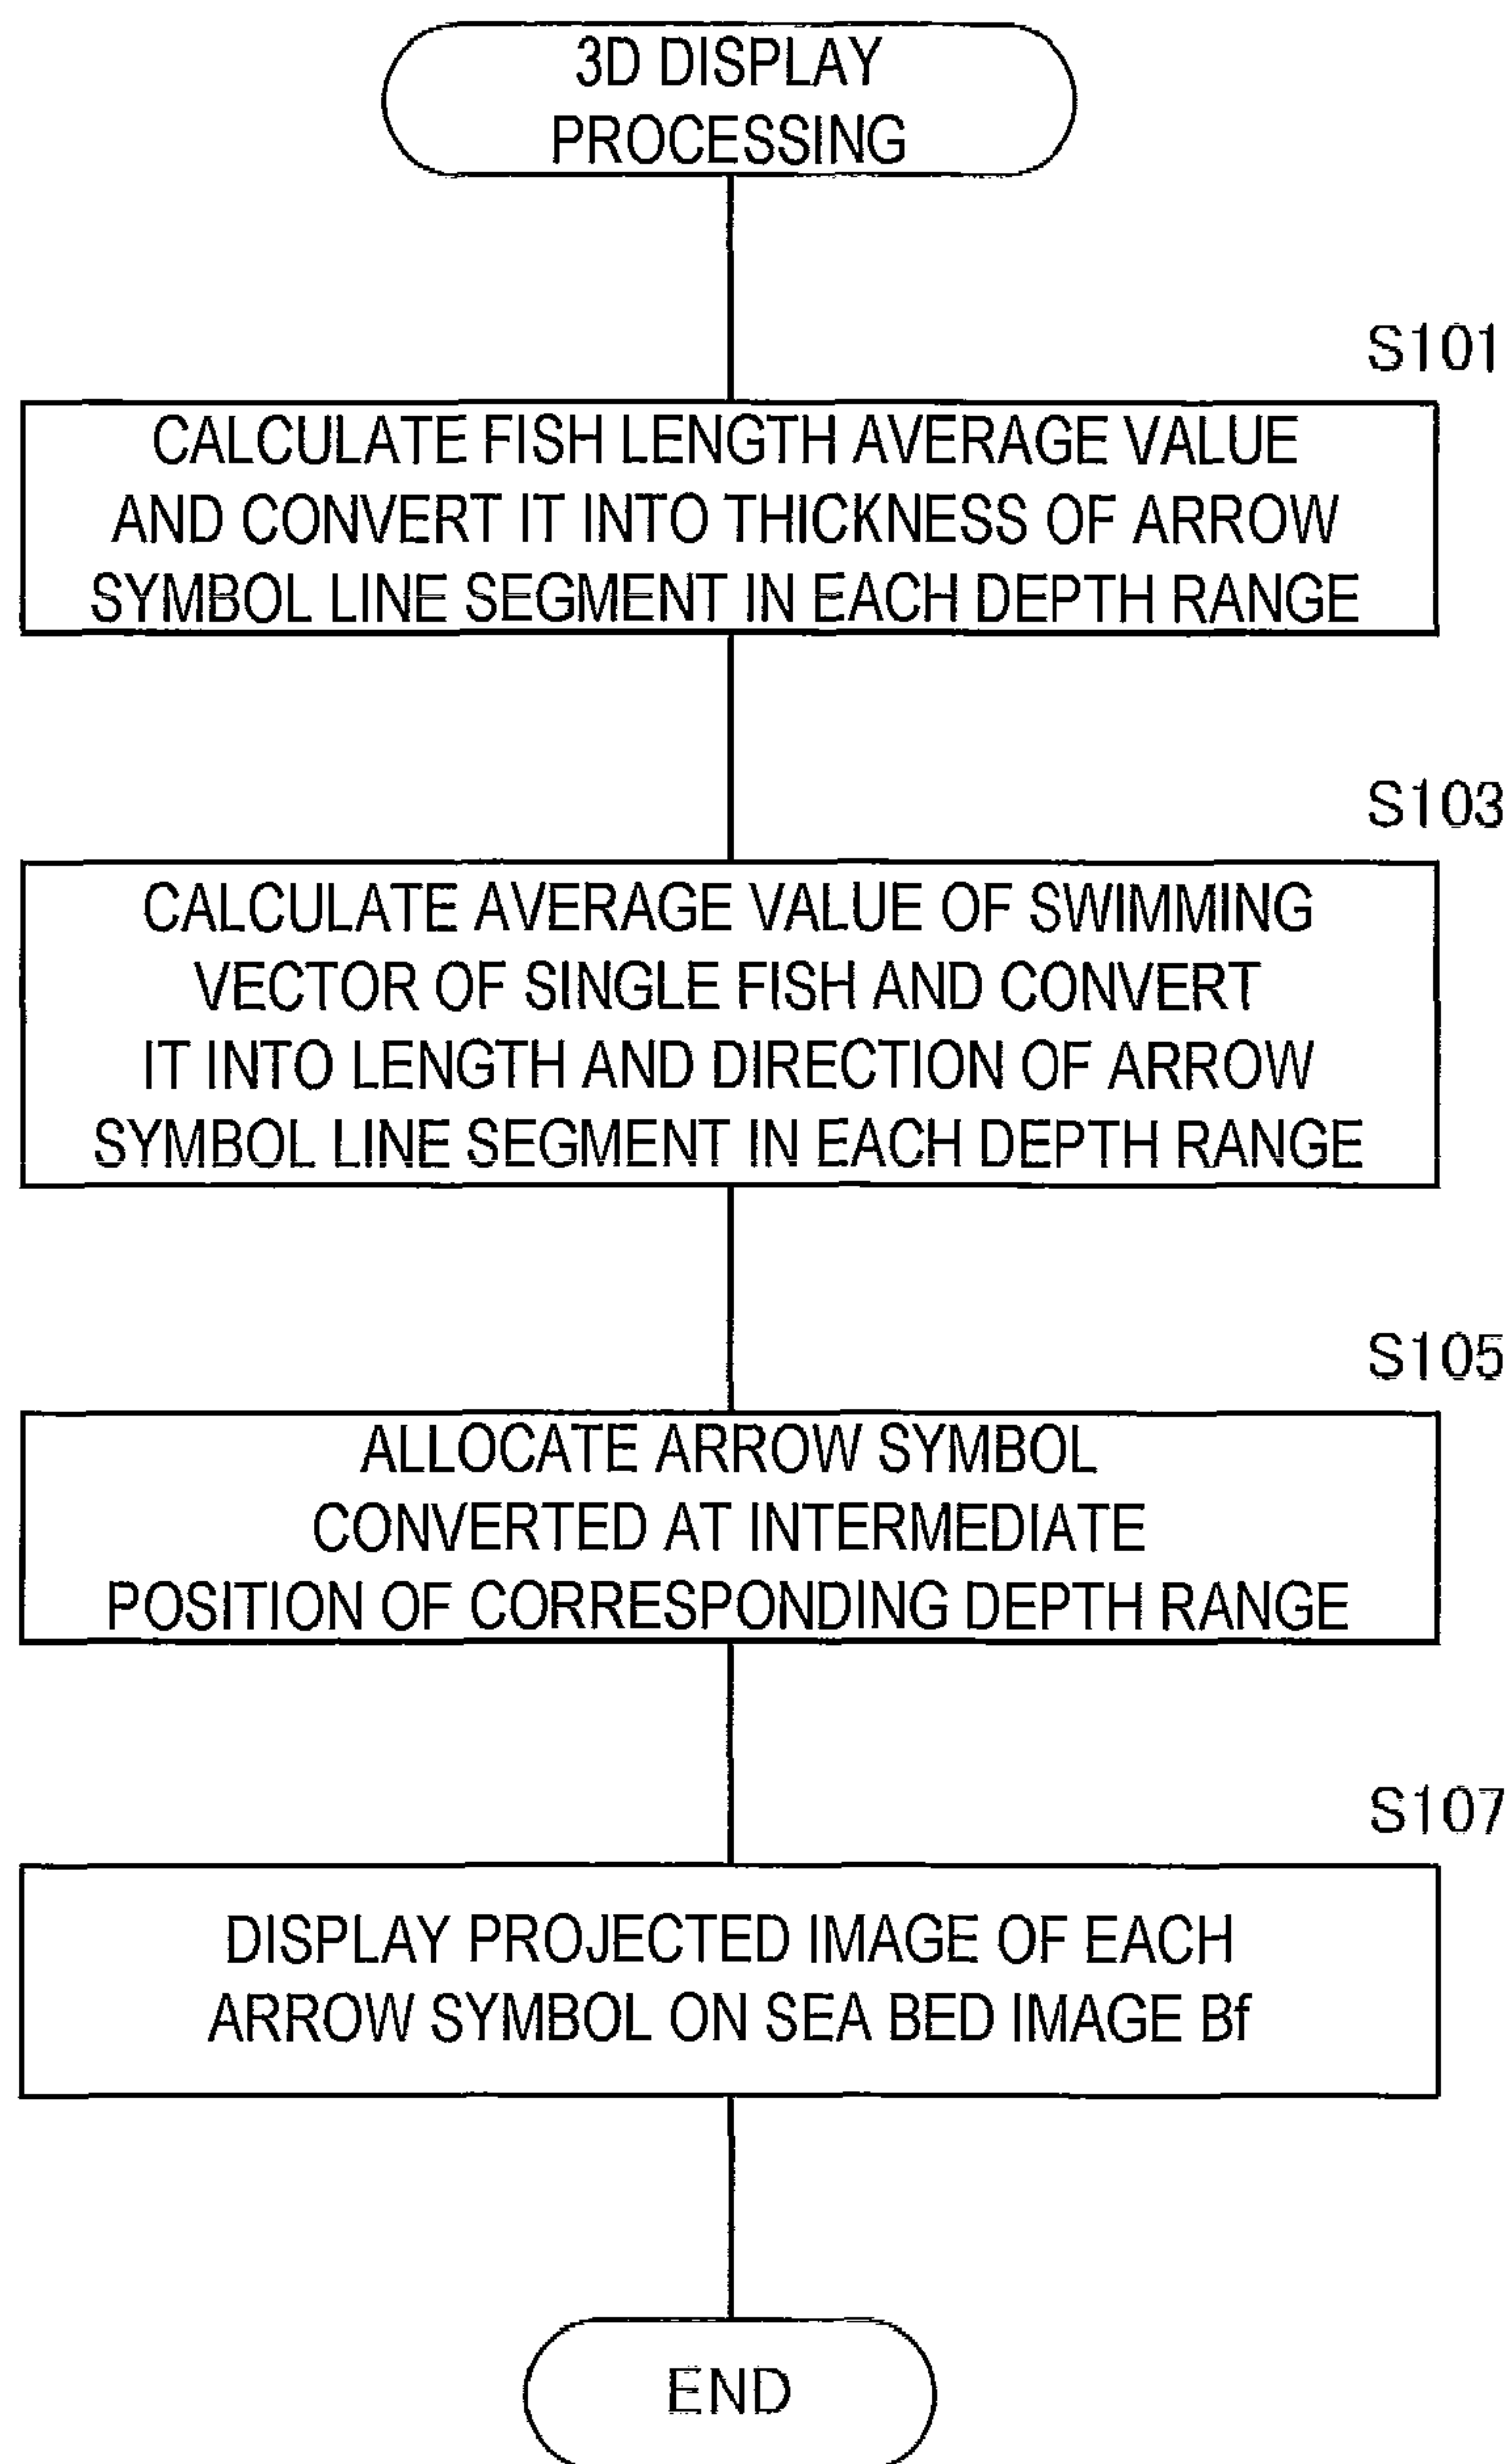 3D DISPLAY
PROCESSING
S101
CALCULATE FISH LENGTH AVERAGE VALUE
AND CONVERT IT INTO THICKNESS OF ARROW
SYMBOL LINE SEGMENT IN EACH DEPTH RANGE
S103
CALCULATE AVERAGE VALUE OF SWIMMING
VECTOR OF SINGLE FISH AND CONVERT
IT INTO LENGTH AND DIRECTION OF ARROW
SYMBOL LINE SEGMENT IN EACH DEPTH RANGE
S105
ALLOCATE ARROW SYMBOL
CONVERTED AT INTERMEDIATE
POSITION OF CORRESPONDING DEPTH RANGE
S107
DISPLAY PROJECTED IMAGE OF EACH
ARROW SYMBOL ON SEA BED IMAGE Bf
END